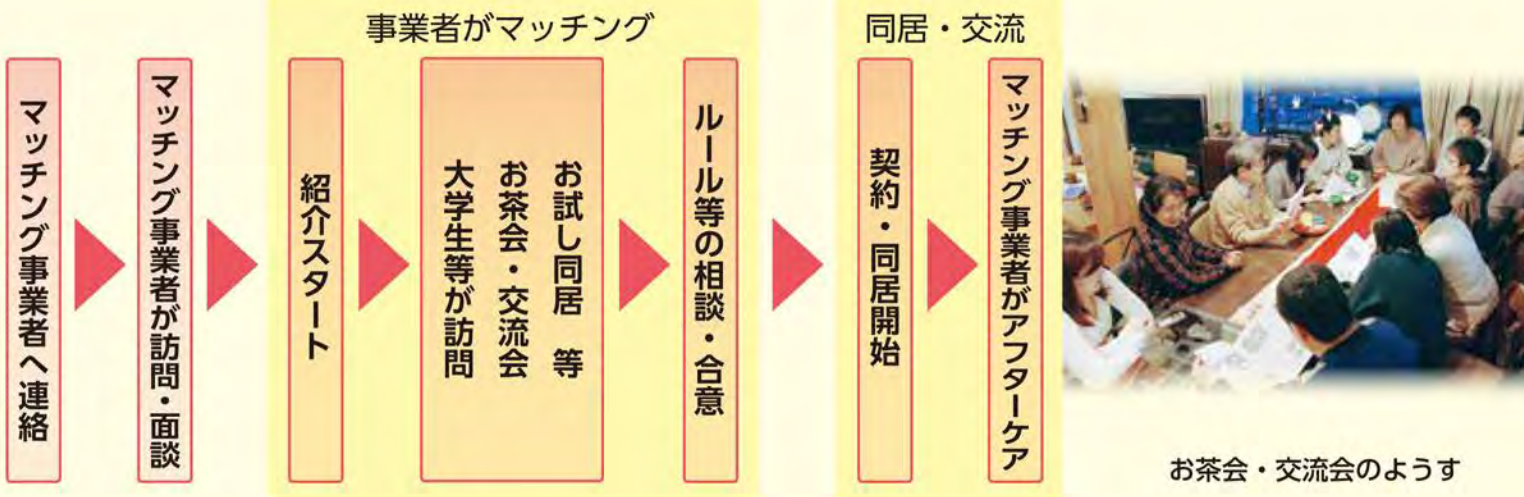 マッチング事業者へ連絡
マッチング事業者が訪問・面談
事業者がマッチング
紹介スタート
大学生等が訪問
お茶会・交流会
お試し同居　等
ルール等の相談・合意
同居・交流
契約・同居開始
マッチング事業者がアフターケア
お茶会・交流会のようす